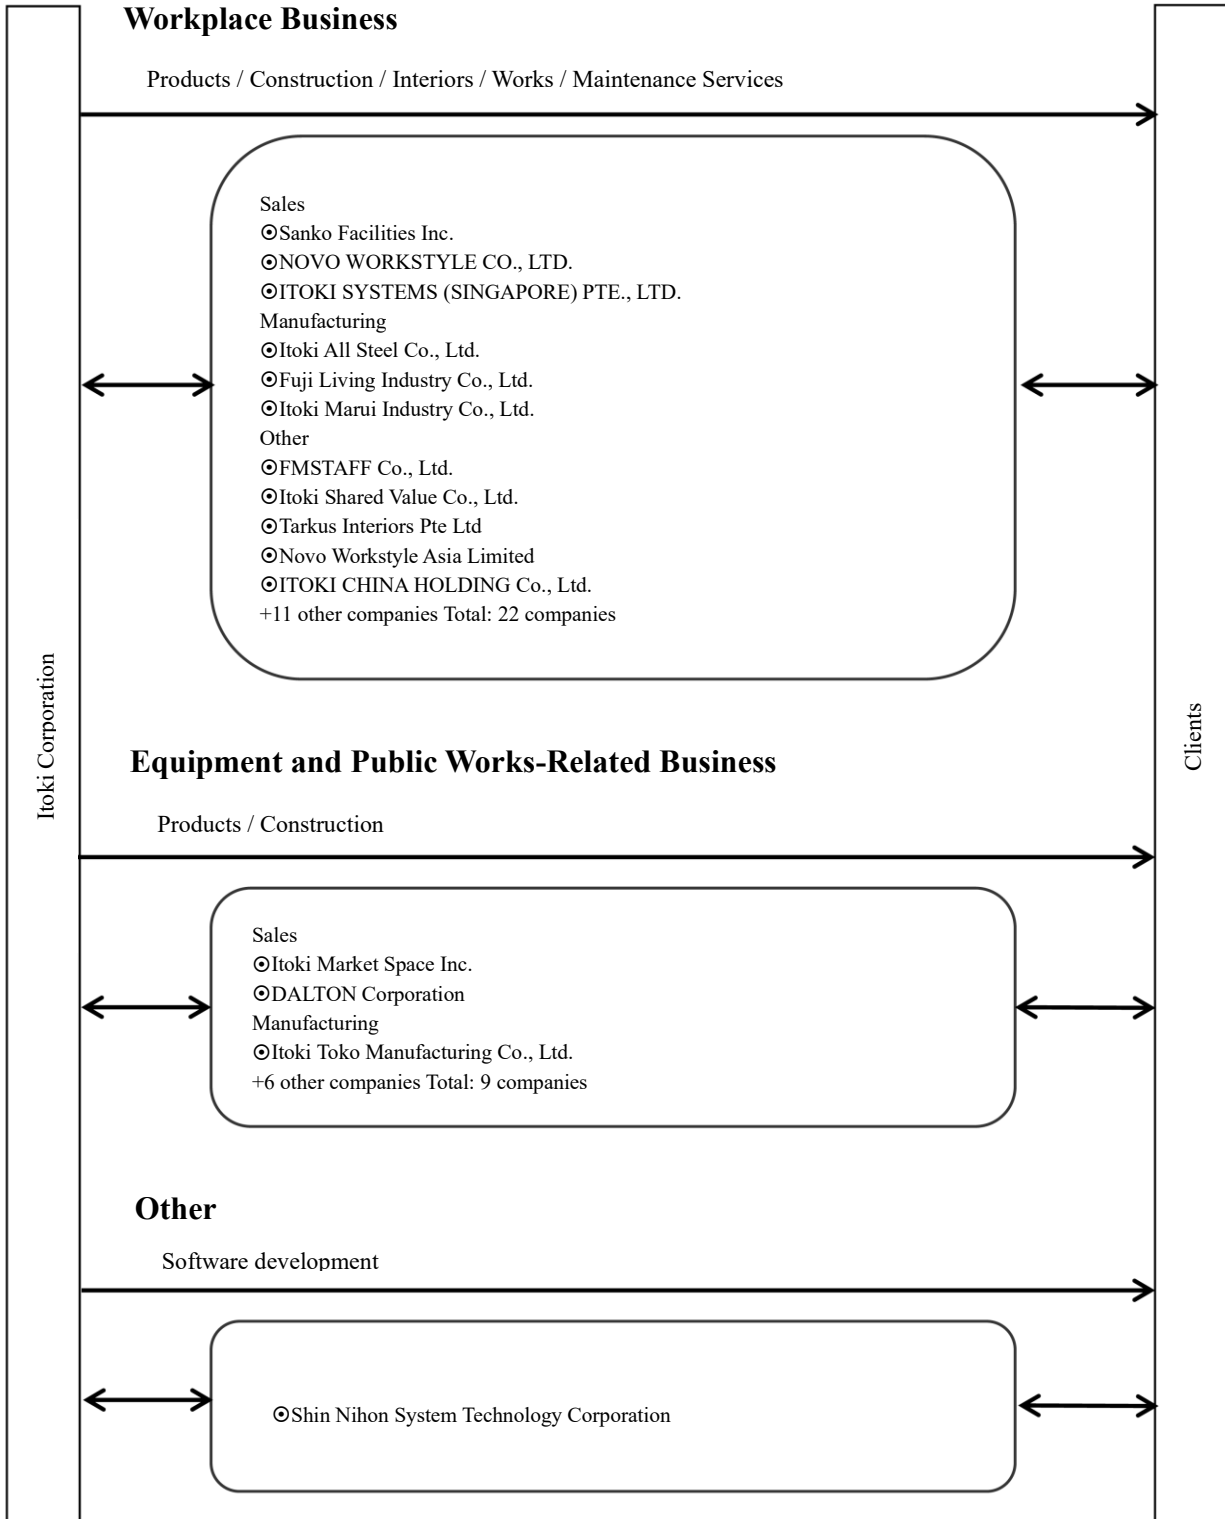 Workplace Business
Products / Construction / Interiors / Works / Maintenance Services
Sales
⦿Sanko Facilities Inc.
⦿NOVO WORKSTYLE CO., LTD.
⦿ITOKI SYSTEMS (SINGAPORE) PTE., LTD.
Manufacturing
⦿Itoki All Steel Co., Ltd.
⦿Fuji Living Industry Co., Ltd.
⦿Itoki Marui Industry Co., Ltd.
Other
⦿FMSTAFF Co., Ltd.
⦿Itoki Shared Value Co., Ltd.
⦿Tarkus Interiors Pte Ltd
⦿Novo Workstyle Asia Limited
⦿ITOKI CHINA HOLDING Co., Ltd.
+11 other companies Total: 22 companies
Itoki Corporation
Clients
Equipment and Public Works-Related Business
Products / Construction
Sales
⦿Itoki Market Space Inc.
⦿DALTON Corporation
Manufacturing
⦿Itoki Toko Manufacturing Co., Ltd.
+6 other companies Total: 9 companies
Other
Software development
⦿Shin Nihon System Technology Corporation